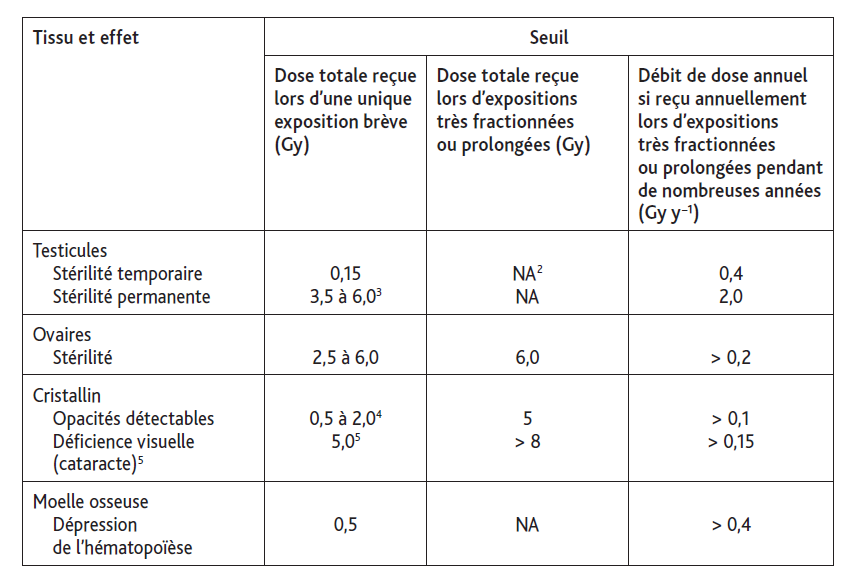 Tissu et effet
Seuil
Dose totale reçue
lors d'une unique
exposition brève
(Gy)
Dose totale reçue
lors d'expositions
très fractionnées
ou prolongées (Gy)
Débit de dose annuel
si reçu annuellement
lors d'expositions
très fractionnées
ou prolongées pendant
de nombreuses années
(Gy y⁻¹)
Testicules
Stérilité temporaire 0,15 NA² 0,4
Stérilité permanente 3,5 à 6,0³ NA 2,0
Ovaires
Stérilité 2,5 à 6,0 6,0 > 0,2
Cristallin
Opacités détectables 0,5 à 2,0⁴ 5 > 0,1
Déficience visuelle 5,0⁵ > 8 > 0,15
(cataracte)⁵
Moelle osseuse
Dépression 0,5 NA > 0,4
de l'hématopoïèse